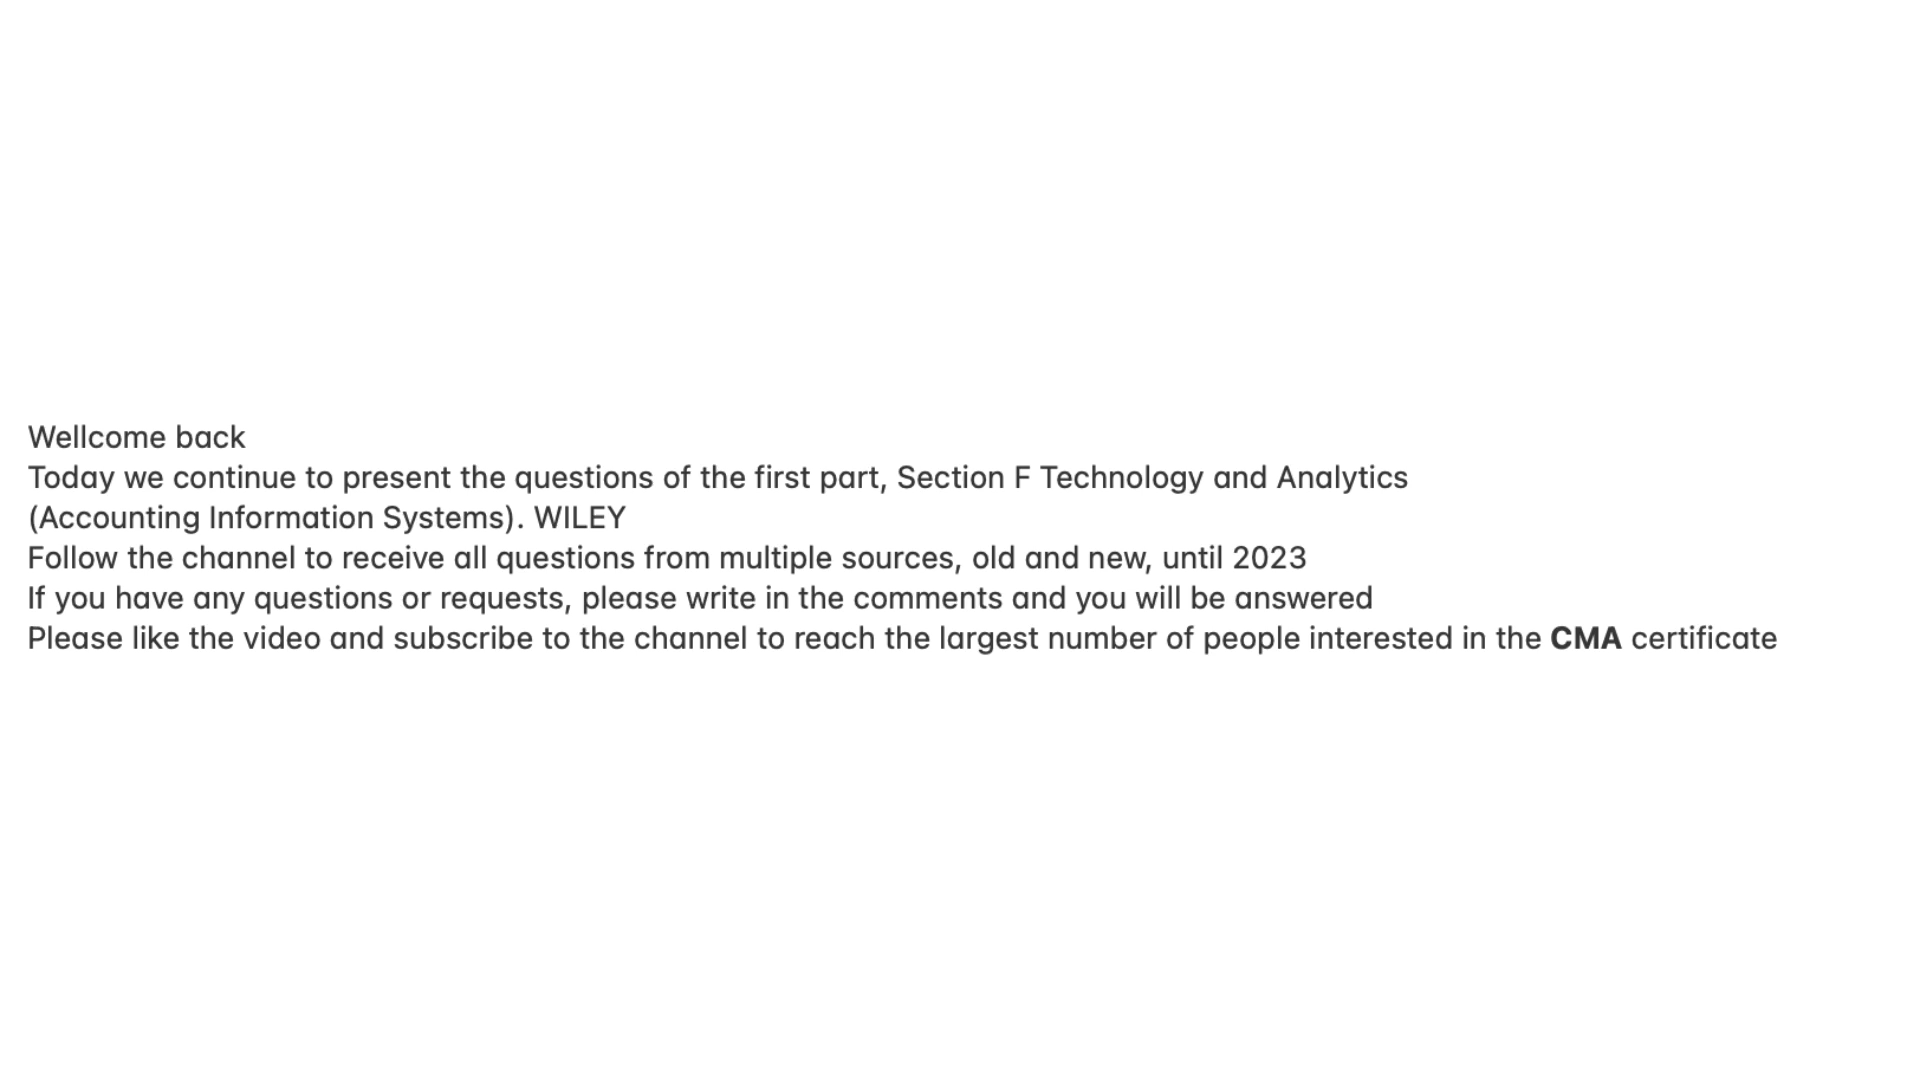 Wellcome back
Today we continue to present the questions of the first part, Section F Technology and Analytics
(Accounting Information Systems). WILEY
Follow the channel to receive all questions from multiple sources, old and new, until 2023
If you have any questions or requests, please write in the comments and you will be answered
Please like the video and subscribe to the channel to reach the largest number of people interested in the CMA certificate